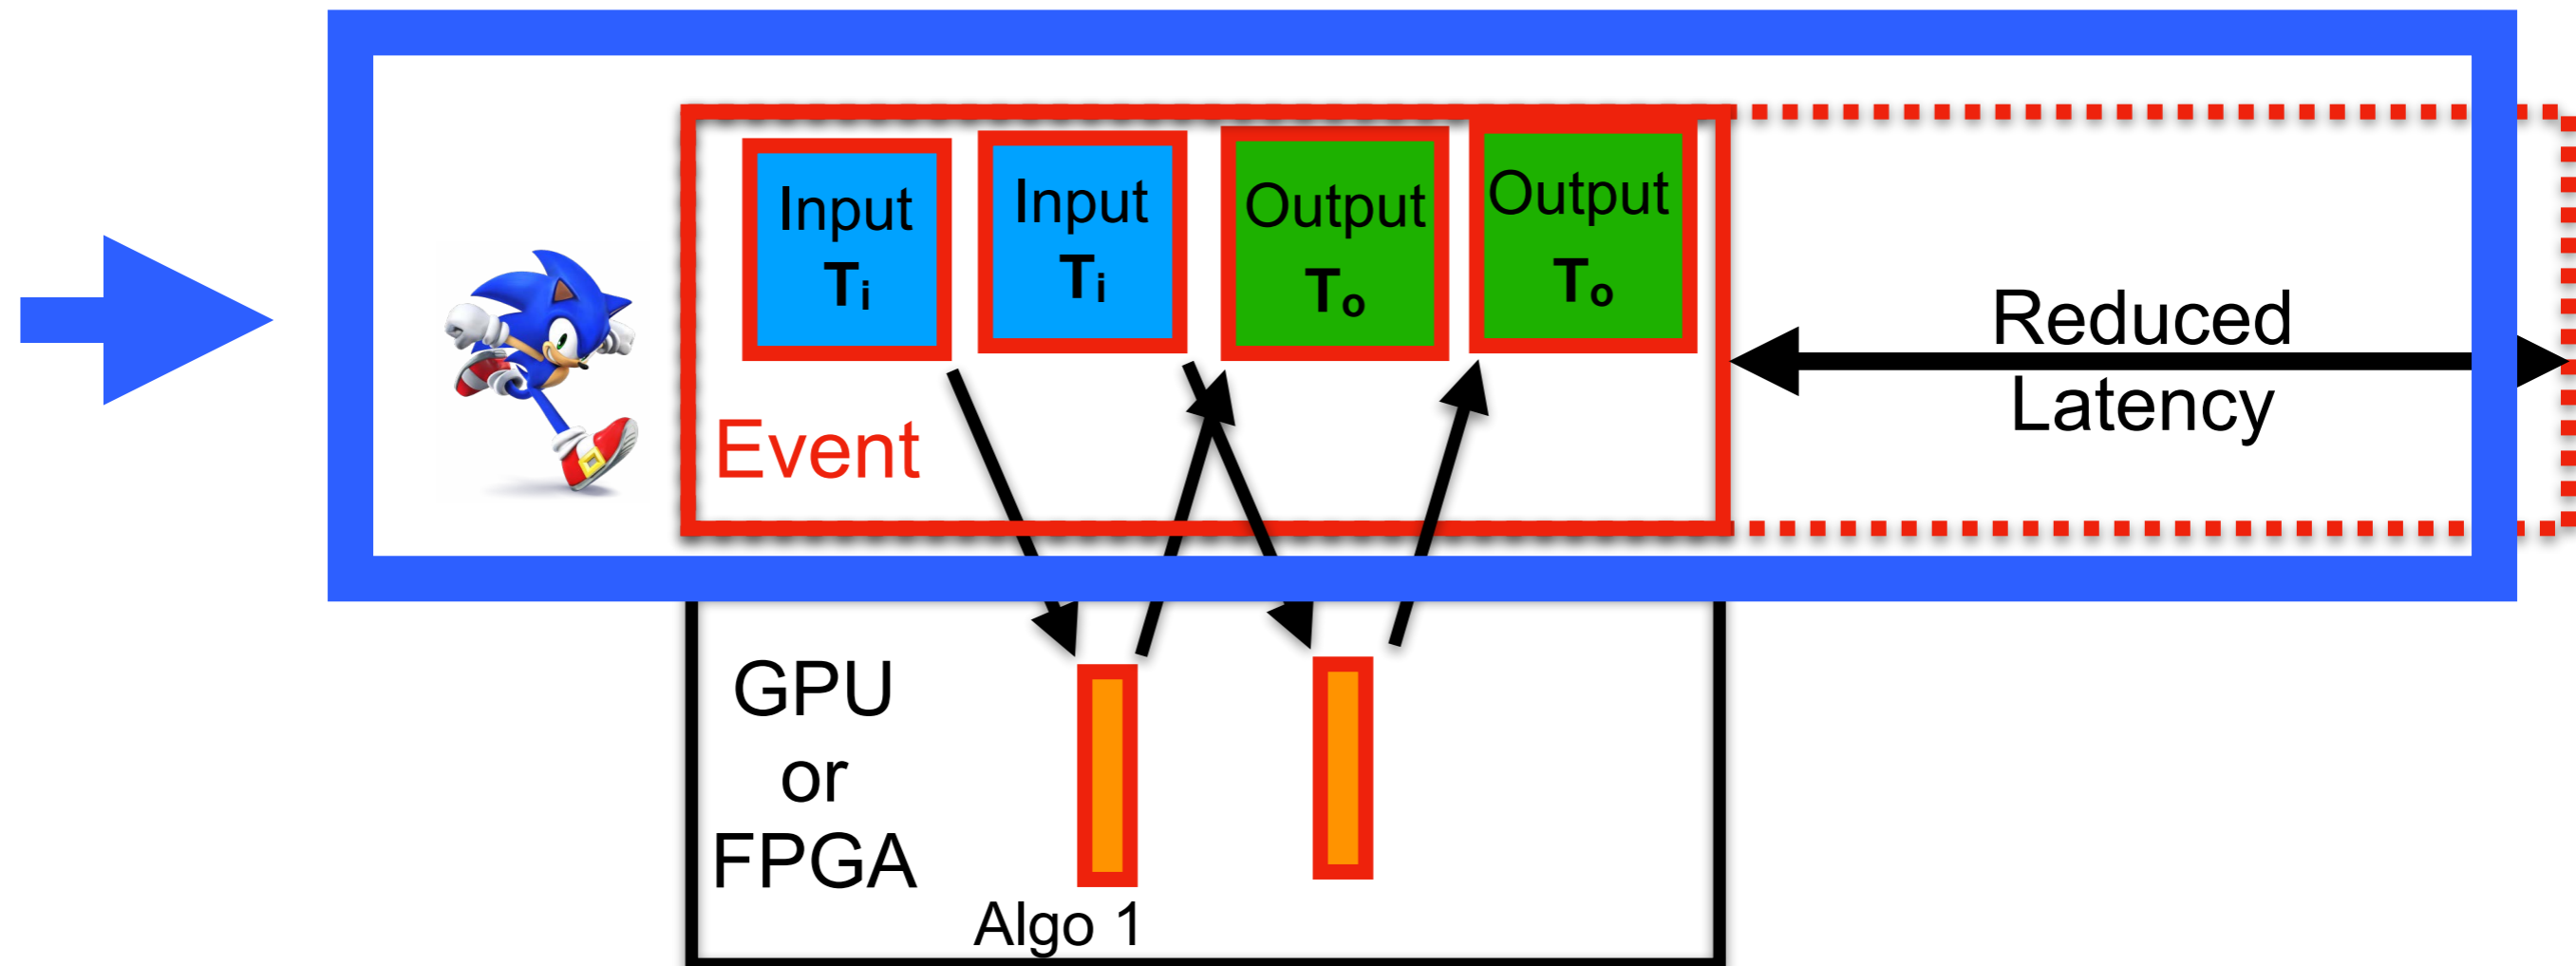 Input
Ti
Input
Ti
Output
To
Output
To
Event
Reduced
Latency
GPU
or
FPGA
Algo 1